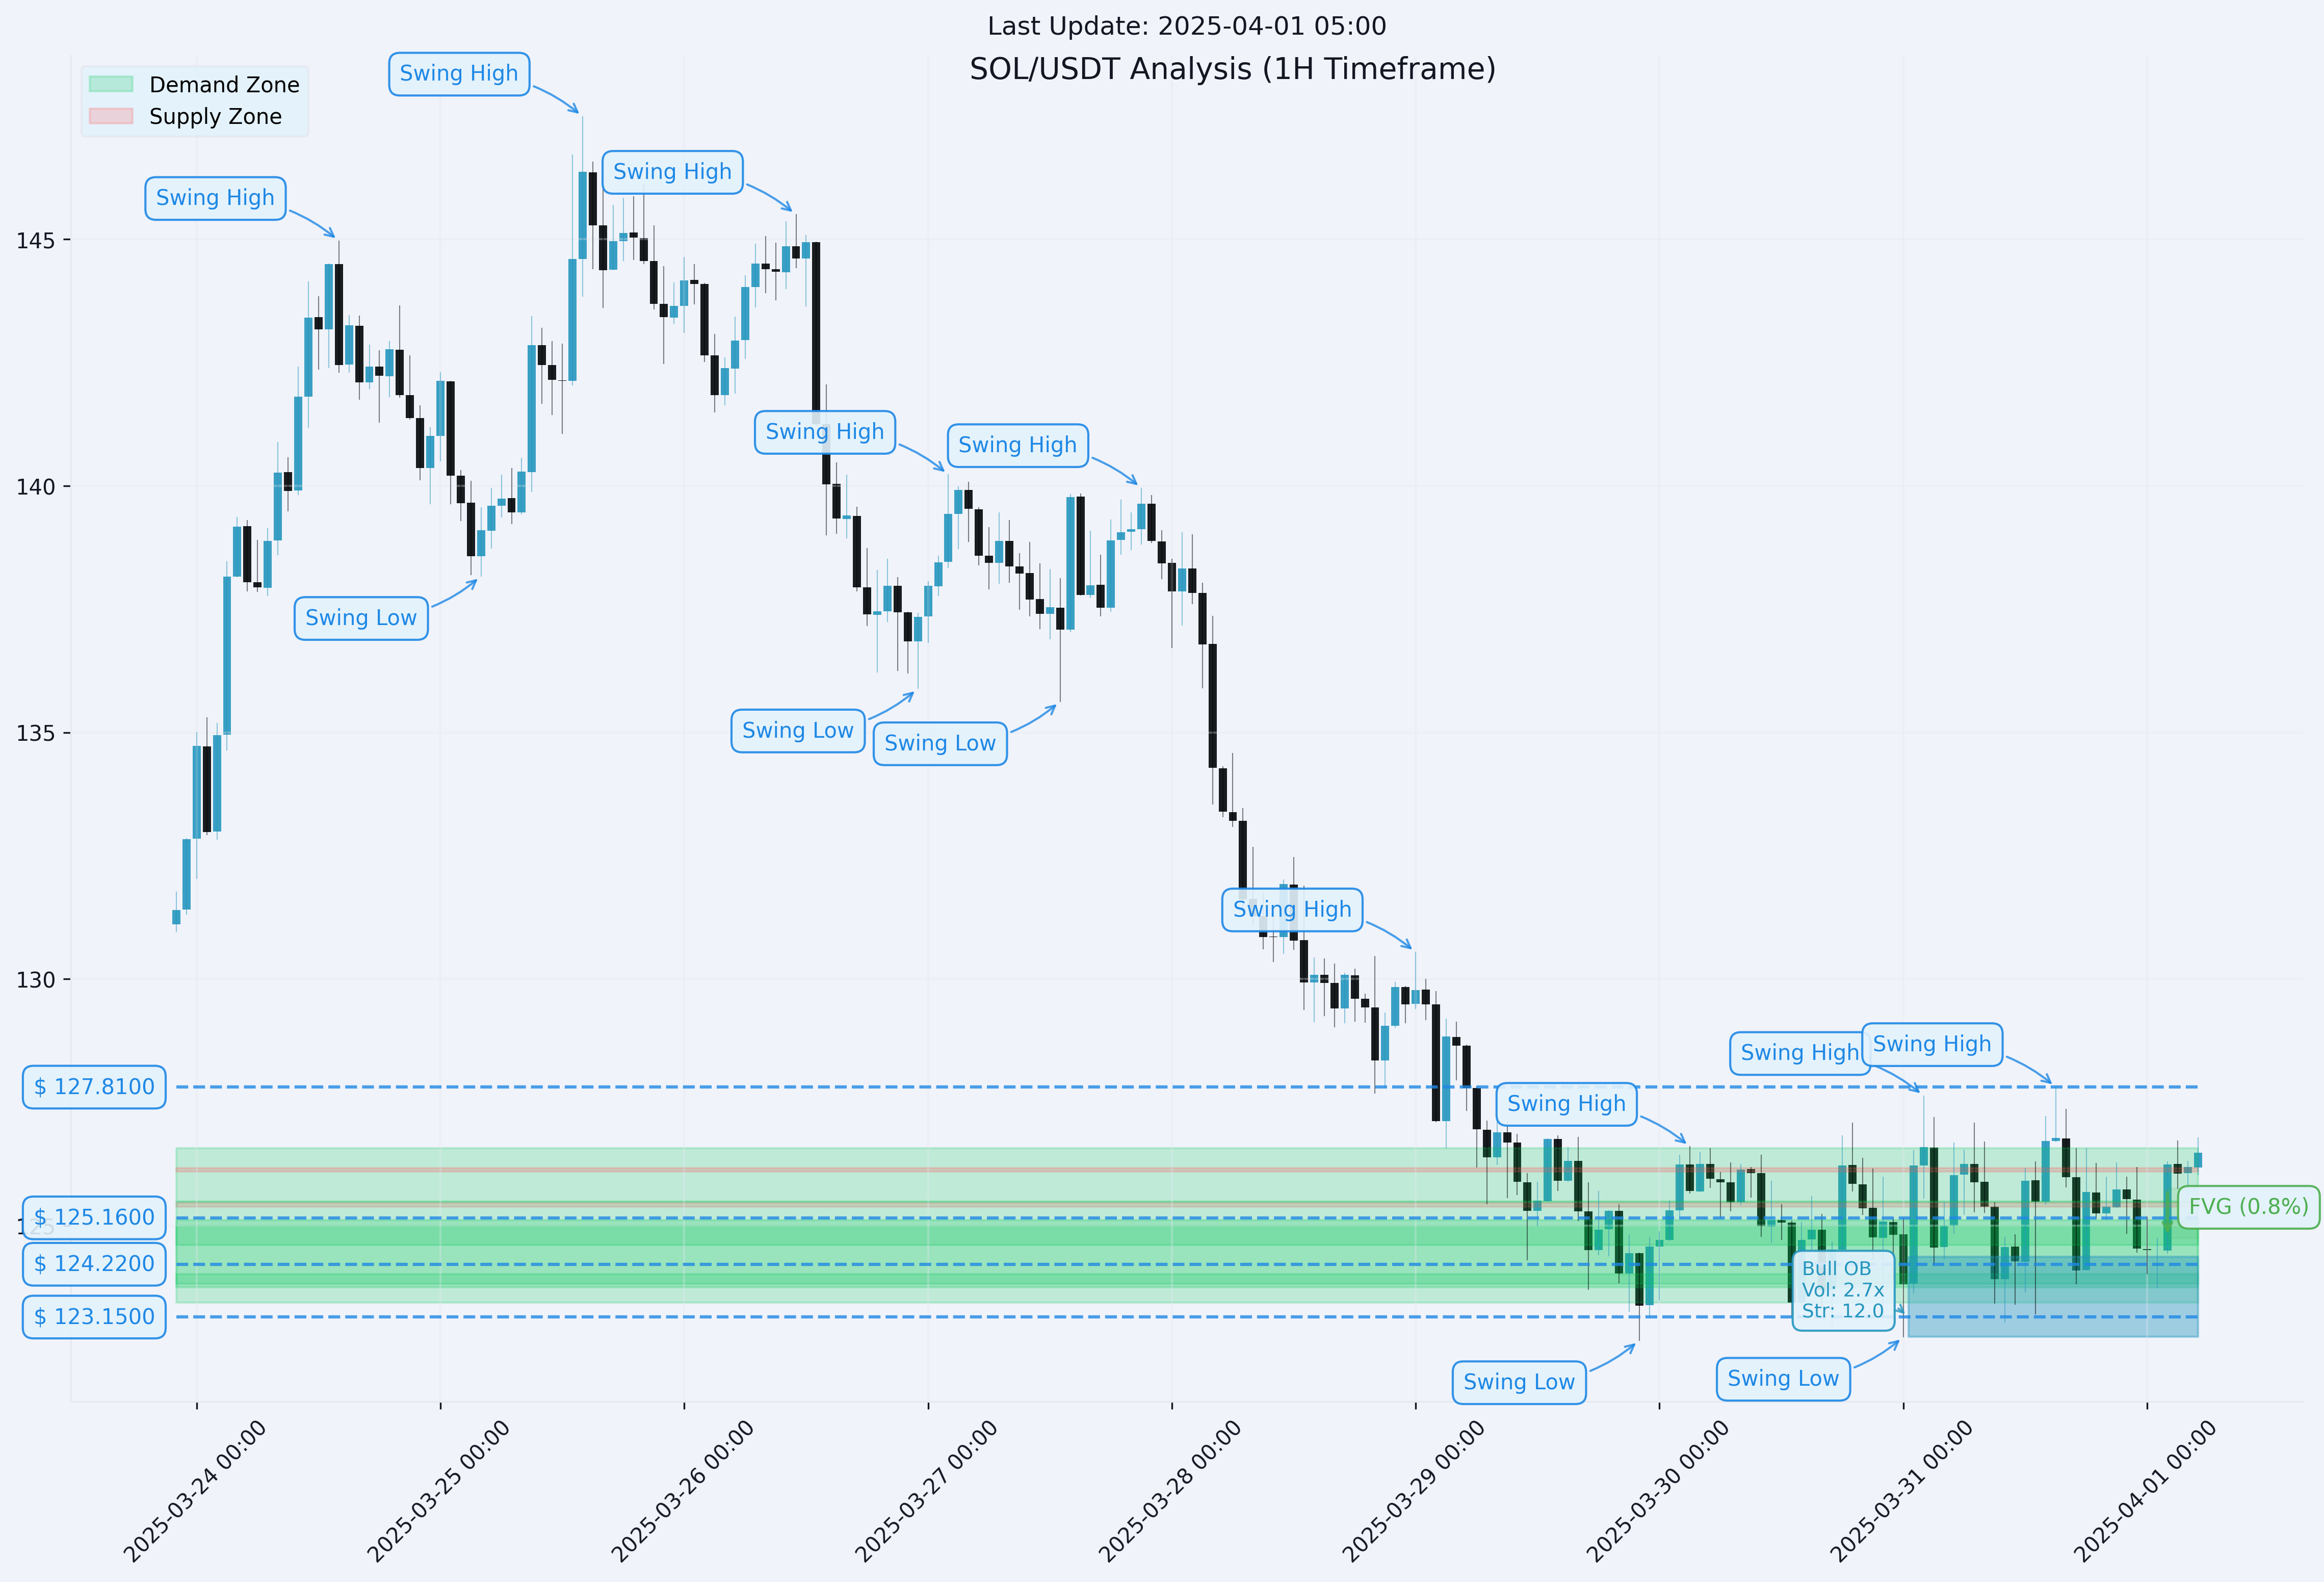 Last Update: 2025-04-01 05:00
SOL/USDT Analysis (1H Timeframe)
Demand Zone
Supply Zone
Swing High
Swing High
Swing High
145
Swing High
Swing High
140
Swing Low
Swing Low
Swing Low
135
Swing High
130
Swing High
Swing High
Swing High
$ 127.8100
$ 125.1600
125
FVG (0.8%)
$ 124.2200
Bull OB
Vol: 2.7x
Str: 12.0
$ 123.1500
Swing Low
Swing Low
2025-03-24 00:00
2025-03-25 00:00
2025-03-26 00:00
2025-03-27 00:00
2025-03-28 00:00
2025-03-29 00:00
2025-03-30 00:00
2025-03-31 00:00
2025-04-01 00:00